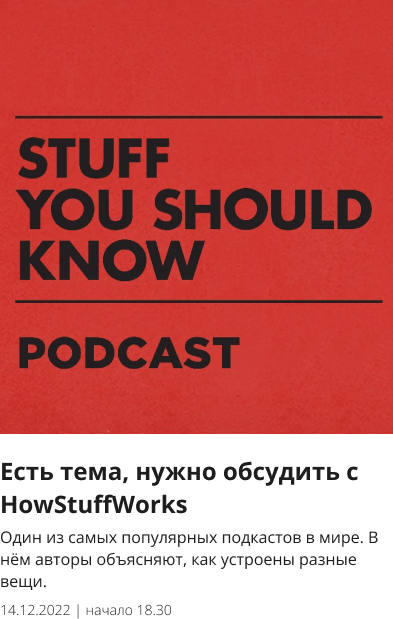 STUFF
YOU SHOULD
KNOW
PODCAST
Есть тема, нужно обсудить с
HowStuffWorks
Один из самых популярных подкастов в мире. В
нём авторы объясняют, как устроены разные
вещи.
14.12.2022 | начало 18.30